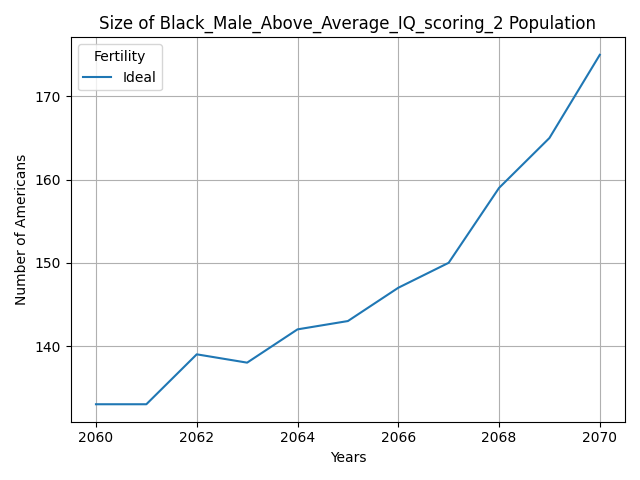 Size of Black_Male_Above_Average_IQ_scoring_2 Population
Fertility
Ideal
Number of Americans
170
160
150
140
2060 2062 2064 2066 2068 2070
Years